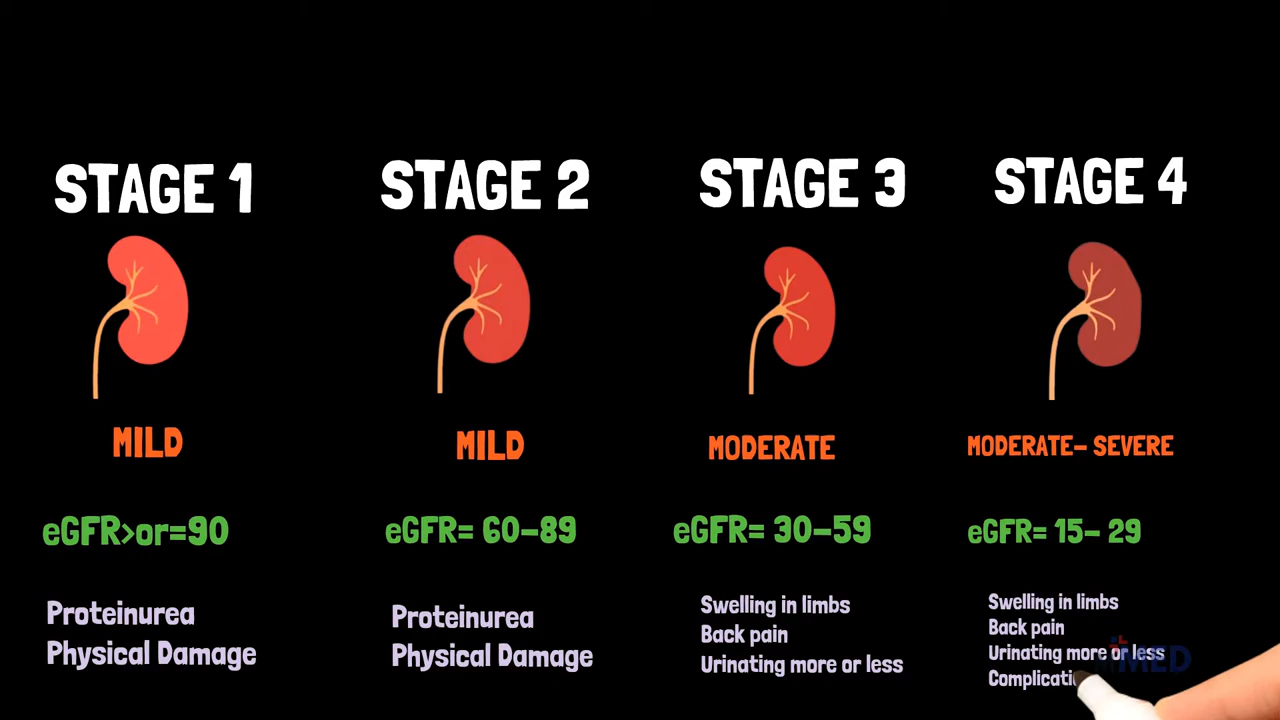 STAGE 1
MILD
eGFR>or=90
Proteinurea
Physical Damage
STAGE 2
MILD
eGFR= 60-89
Proteinurea
Physical Damage
STAGE 3
MODERATE
eGFR= 30-59
Swelling in limbs
Back pain
Urinating more or less
STAGE 4
MODERATE- SEVERE
eGFR= 15- 29
Swelling in limbs
Back pain
Urinating more or less